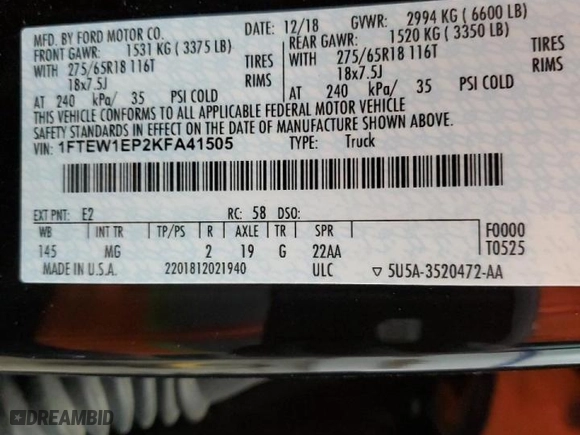 MFD. BY FORD MOTOR CO. DATE: 12/18 GVWR: 2994 KG ( 6600 LB)
FRONT GAWR: 1531 KG ( 3375 LB) REAR GAWR: 1520 KG ( 3350 LB)
WITH 275/65R18 116T TIRES WITH 275/65R18 116T TIRES
18x7.5J RIMS 18x7.5J RIMS
AT 240 kPa/ 35 PSI COLD AT 240 kPa/ 35 PSI COLD
THIS VEHICLE CONFORMS TO ALL APPLICABLE FEDERAL MOTOR VEHICLE
SAFETY STANDARDS IN EFFECT ON THE DATE OF MANUFACTURE SHOWN ABOVE.
VIN: 1FTEW1EP2KFA41505 TYPE: Truck
EXT PNT: E2 RC: 58 DSO:
WB INT TR TP/PS R AXLE TR SPR F0000
145 MG 2 19 G 22AA T0525
MADE IN U.S.A. 2201812021940 ULC ▽ 5U5A-3520472-AA
DREAMBID